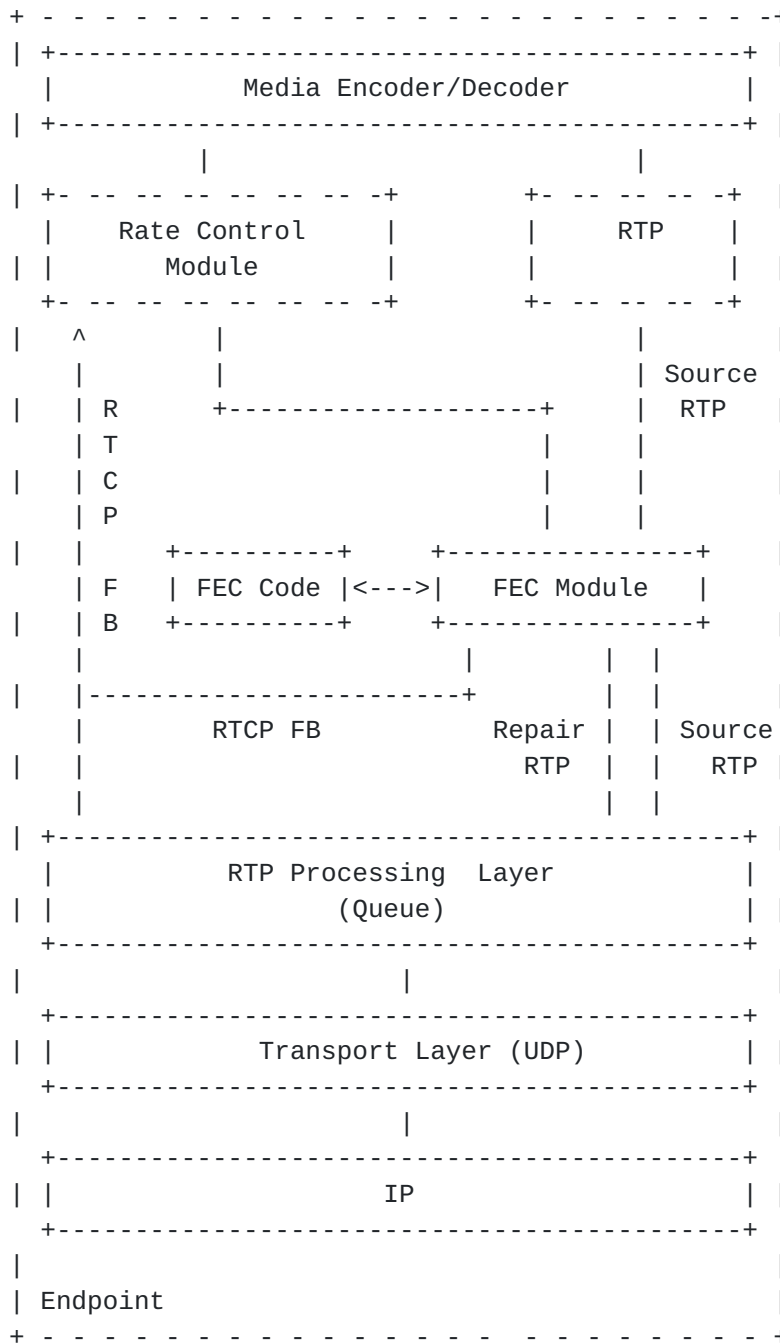 Media Encoder/Decoder
Rate Control RTP
Module
Source
R RTP
T
C
P
F FEC Code <---> FEC Module
B
RTCP FB Repair Source
RTP RTP
RTP Processing Layer
(Queue)
Transport Layer (UDP)
IP
Endpoint